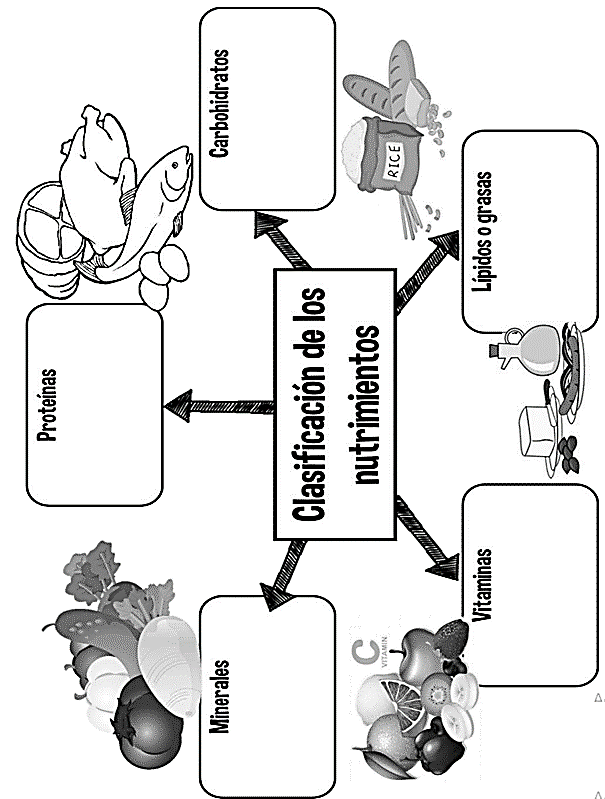 Proteínas
Carbohidratos
RICE
Lípidos o grasas
Clasificación de los
nutrimientos
Minerales
Vitaminas
C
VITAMIN